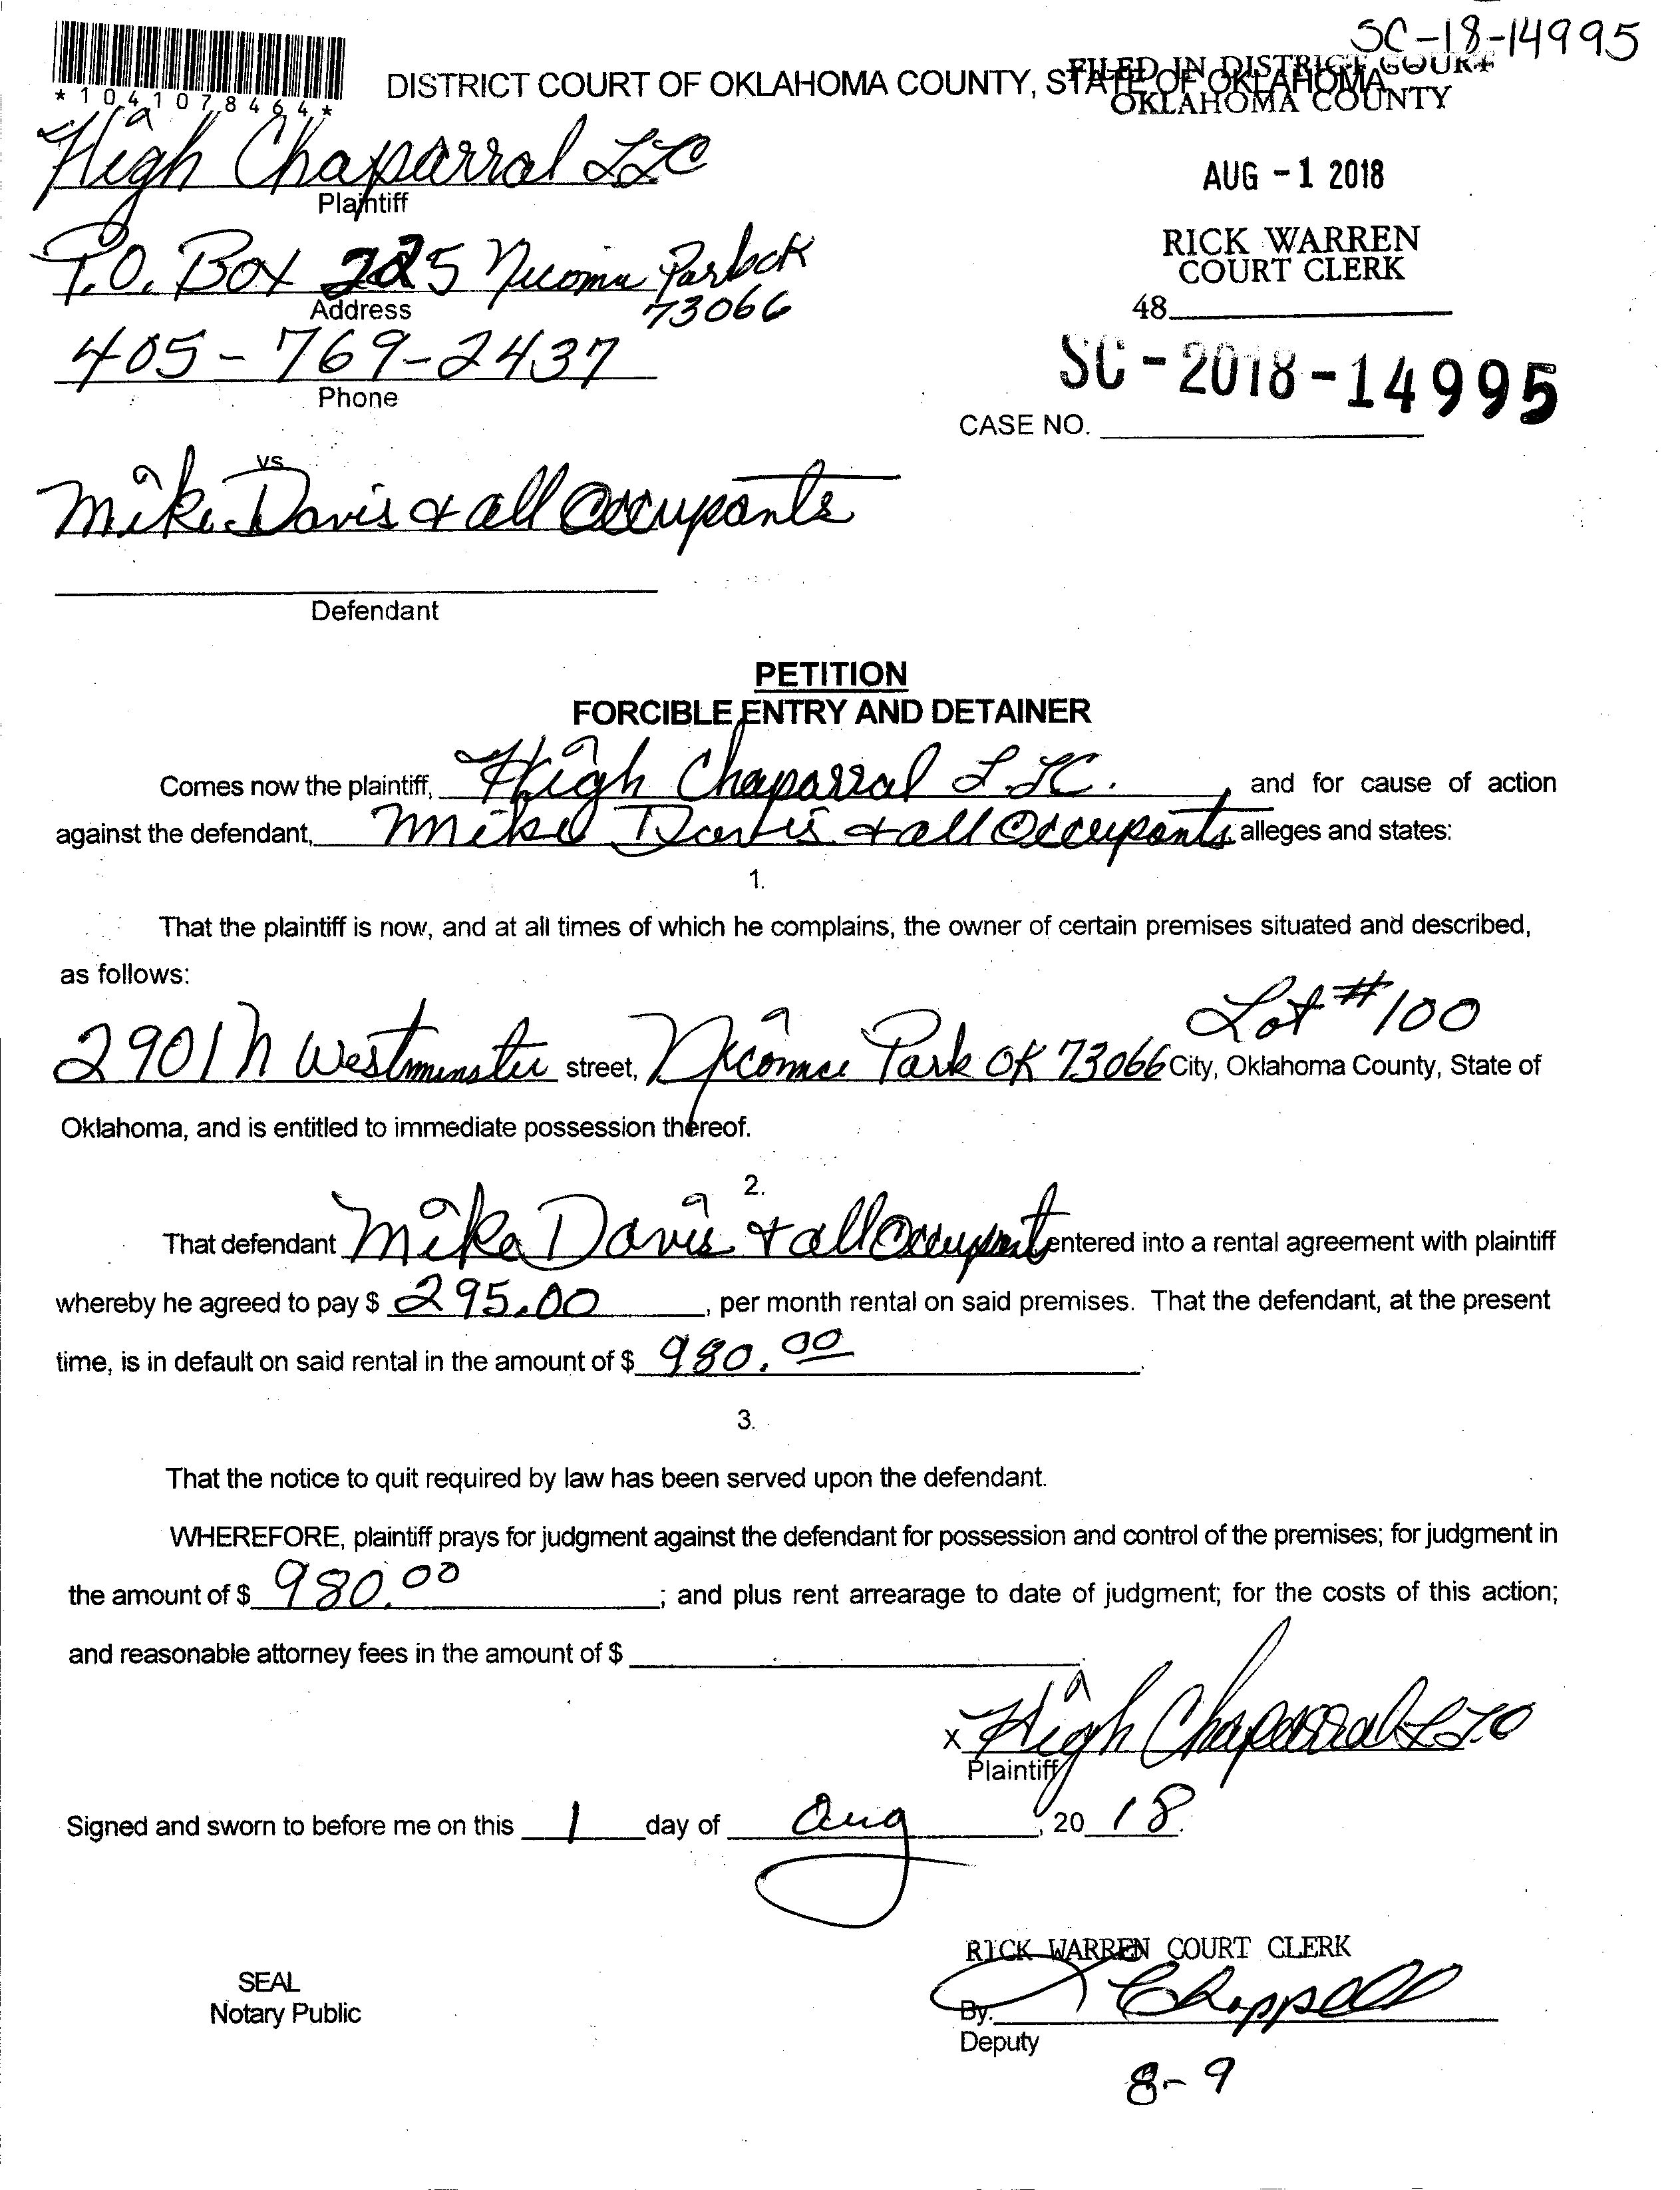 SC-18-14995
*1041078464*
DISTRICT COURT OF OKLAHOMA COUNTY, STATE OF OKLAHOMA
FILED IN DISTRICT COURT
OKLAHOMA COUNTY
High Chaparral LLC
Plaintiff
AUG -1 2018
RICK WARREN
COURT CLERK
P.O. Box 225 Nicoma Park OK
73066
Address
48
405-769-2437
Phone
SC-2018-14995
CASE NO.
vs
Mike Davis & all Occupants
Defendant
PETITION
FORCIBLE ENTRY AND DETAINER
Comes now the plaintiff, High Chaparral LLC. , and for cause of action
against the defendant, Mike Davis & all Occupants alleges and states:
1.
That the plaintiff is now, and at all times of which he complains, the owner of certain premises situated and described,
as follows:
Lot #100
2901 N Westminster street, Nicoma Park OK 73066 City, Oklahoma County, State of
Oklahoma, and is entitled to immediate possession thereof.
2.
That defendant Mike Davis & all Occupant entered into a rental agreement with plaintiff
whereby he agreed to pay $ 295.00 , per month rental on said premises. That the defendant, at the present
time, is in default on said rental in the amount of $ 980.00 .
3.
That the notice to quit required by law has been served upon the defendant.
WHEREFORE, plaintiff prays for judgment against the defendant for possession and control of the premises; for judgment in
the amount of $ 980.00 ; and plus rent arrearage to date of judgment; for the costs of this action;
and reasonable attorney fees in the amount of $ .
x High Chaparral LLC
Plaintiff
Signed and sworn to before me on this 1 day of Aug , 20 18.
RICK WARREN COURT CLERK
SEAL
Notary Public
By. Chappell
Deputy
8-9